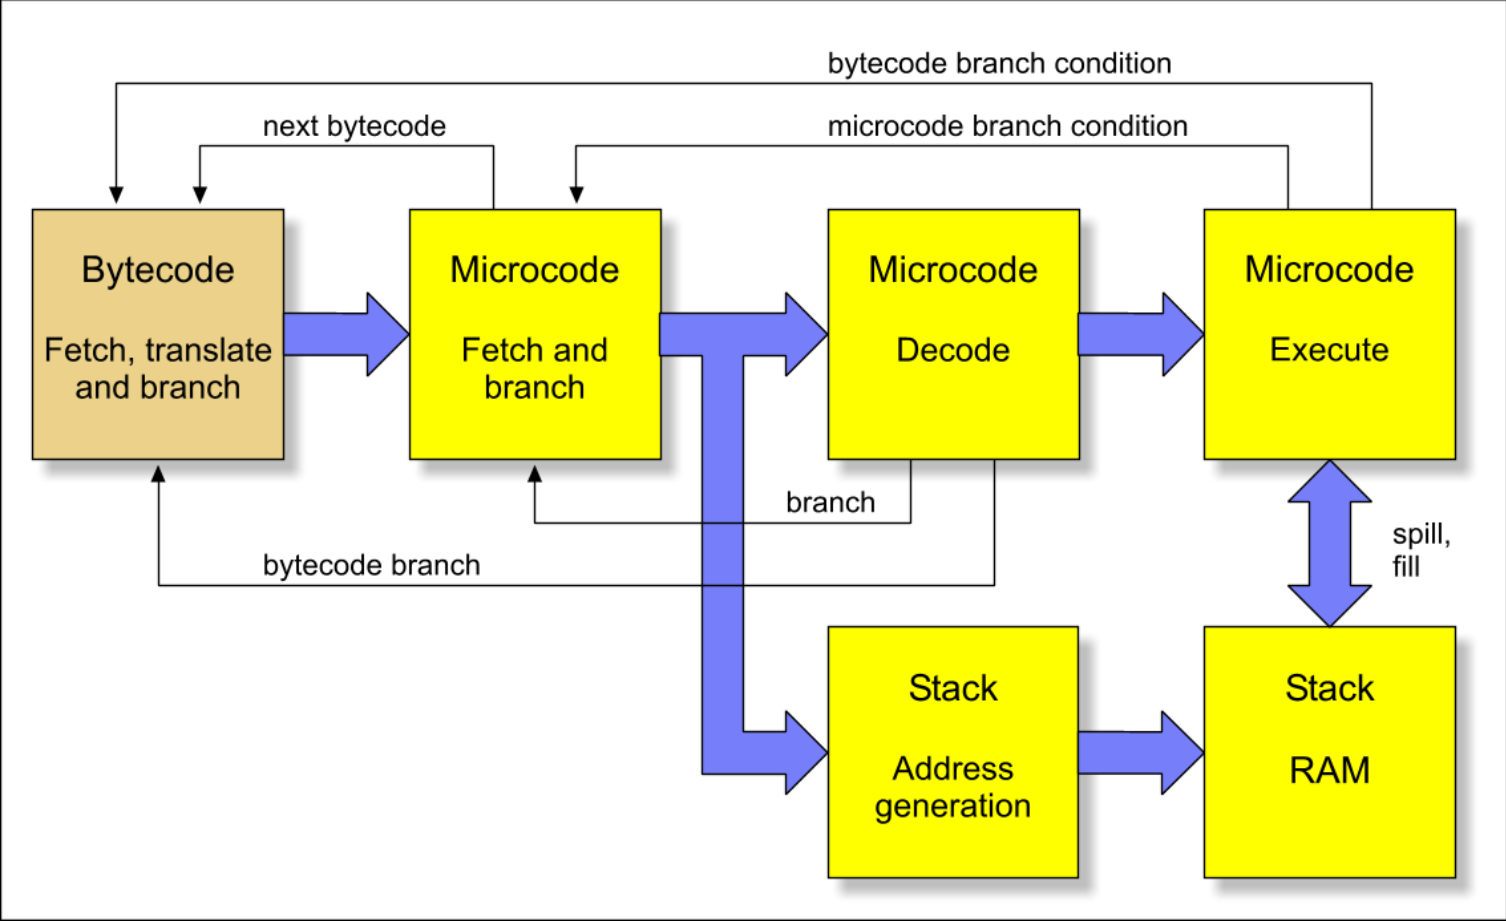 bytecode branch condition
next bytecode
microcode branch condition
Bytecode
Fetch, translate
and branch
Microcode
Fetch and
branch
Microcode
Decode
Microcode
Execute
branch
bytecode branch
spill,
fill
Stack
Address
generation
Stack
RAM